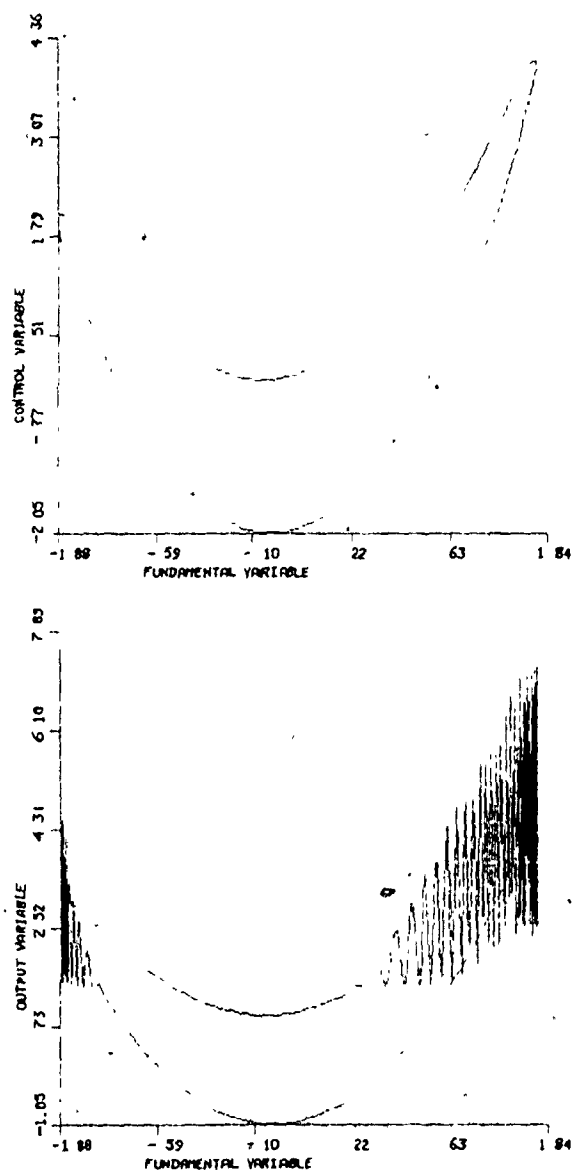 4 36
3 07
1 79
51
- 77
-2 05
CONTROL VARIABLE
-1 88 - 59 - 10 22 63 1 84
FUNDAMENTAL VARIABLE
7 85
6 10
4 31
2 52
73
-1.05
OUTPUT VARIABLE
-1 88 - 59 - 10 22 63 1 84
FUNDAMENTAL VARIABLE